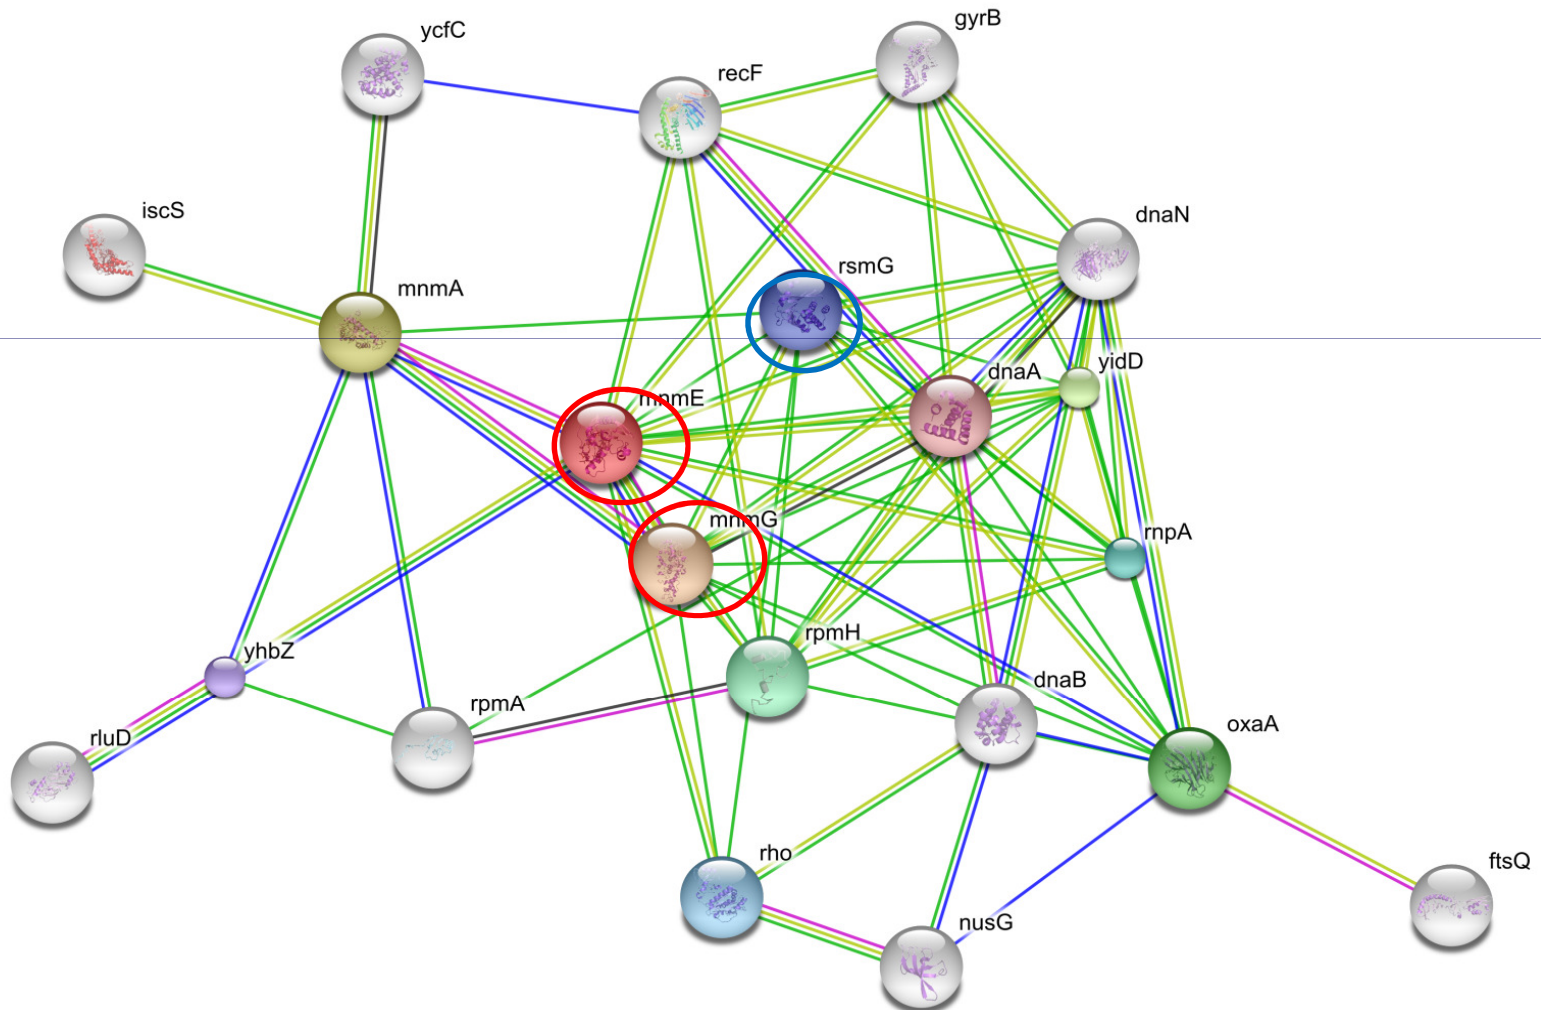 ycfC
gyrB
recF
iscS
dnaN
rsmG
mnmA
dnaA
yidD
mnmE
mnmG
rnpA
rpmH
yhbZ
dnaB
rpmA
oxaA
rluD
rho
ftsQ
nusG